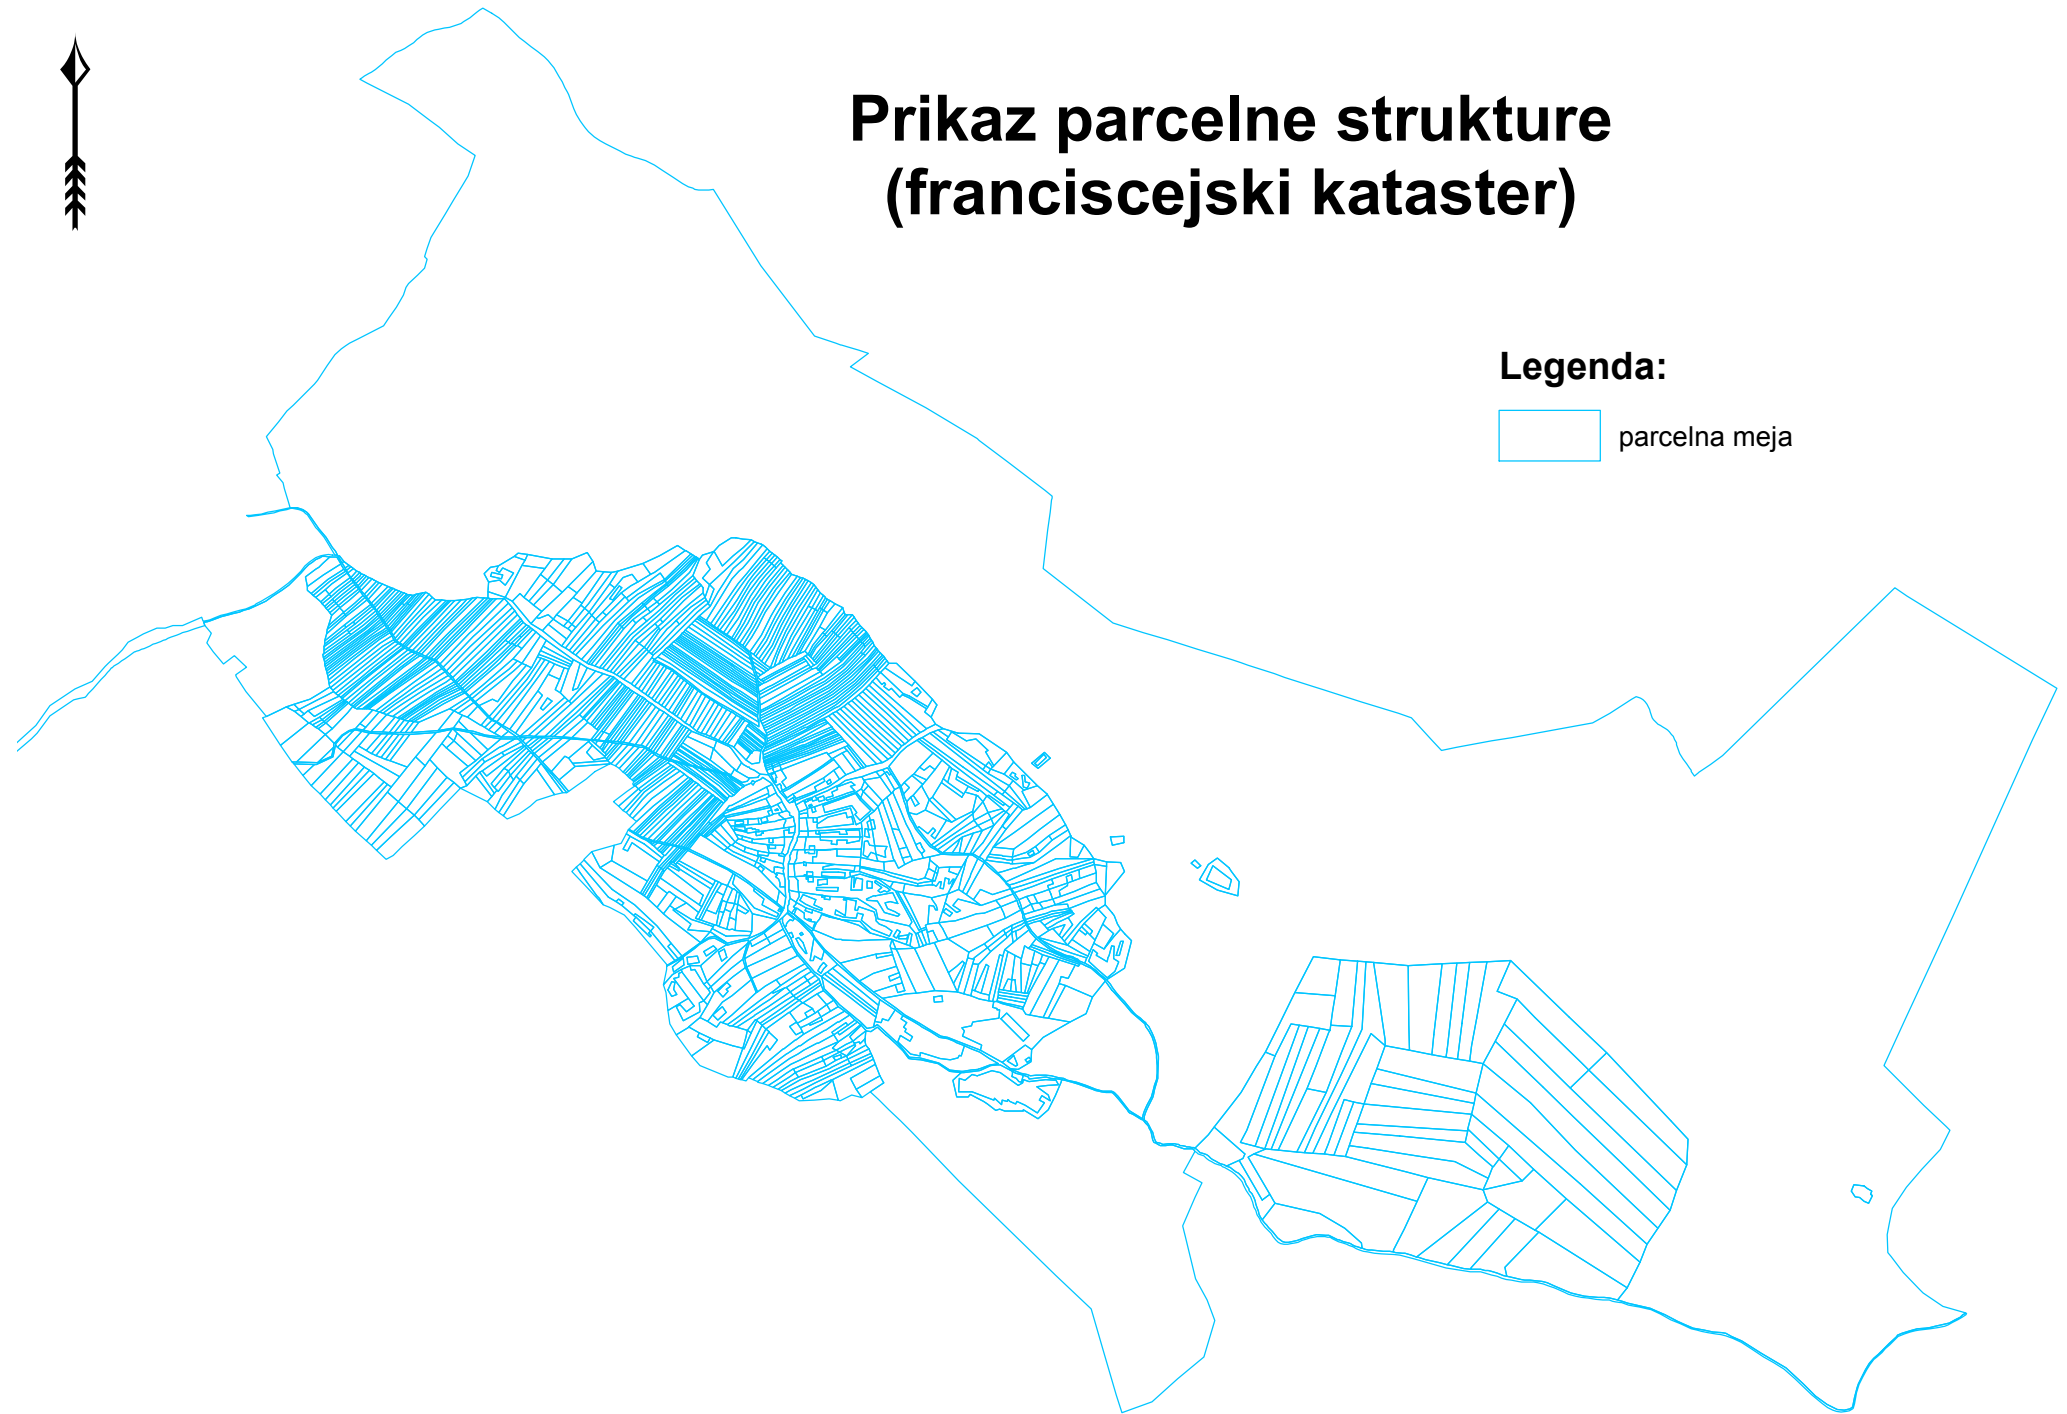 Prikaz parcelne strukture
(franciscejski kataster)
Legenda:
parcelna meja